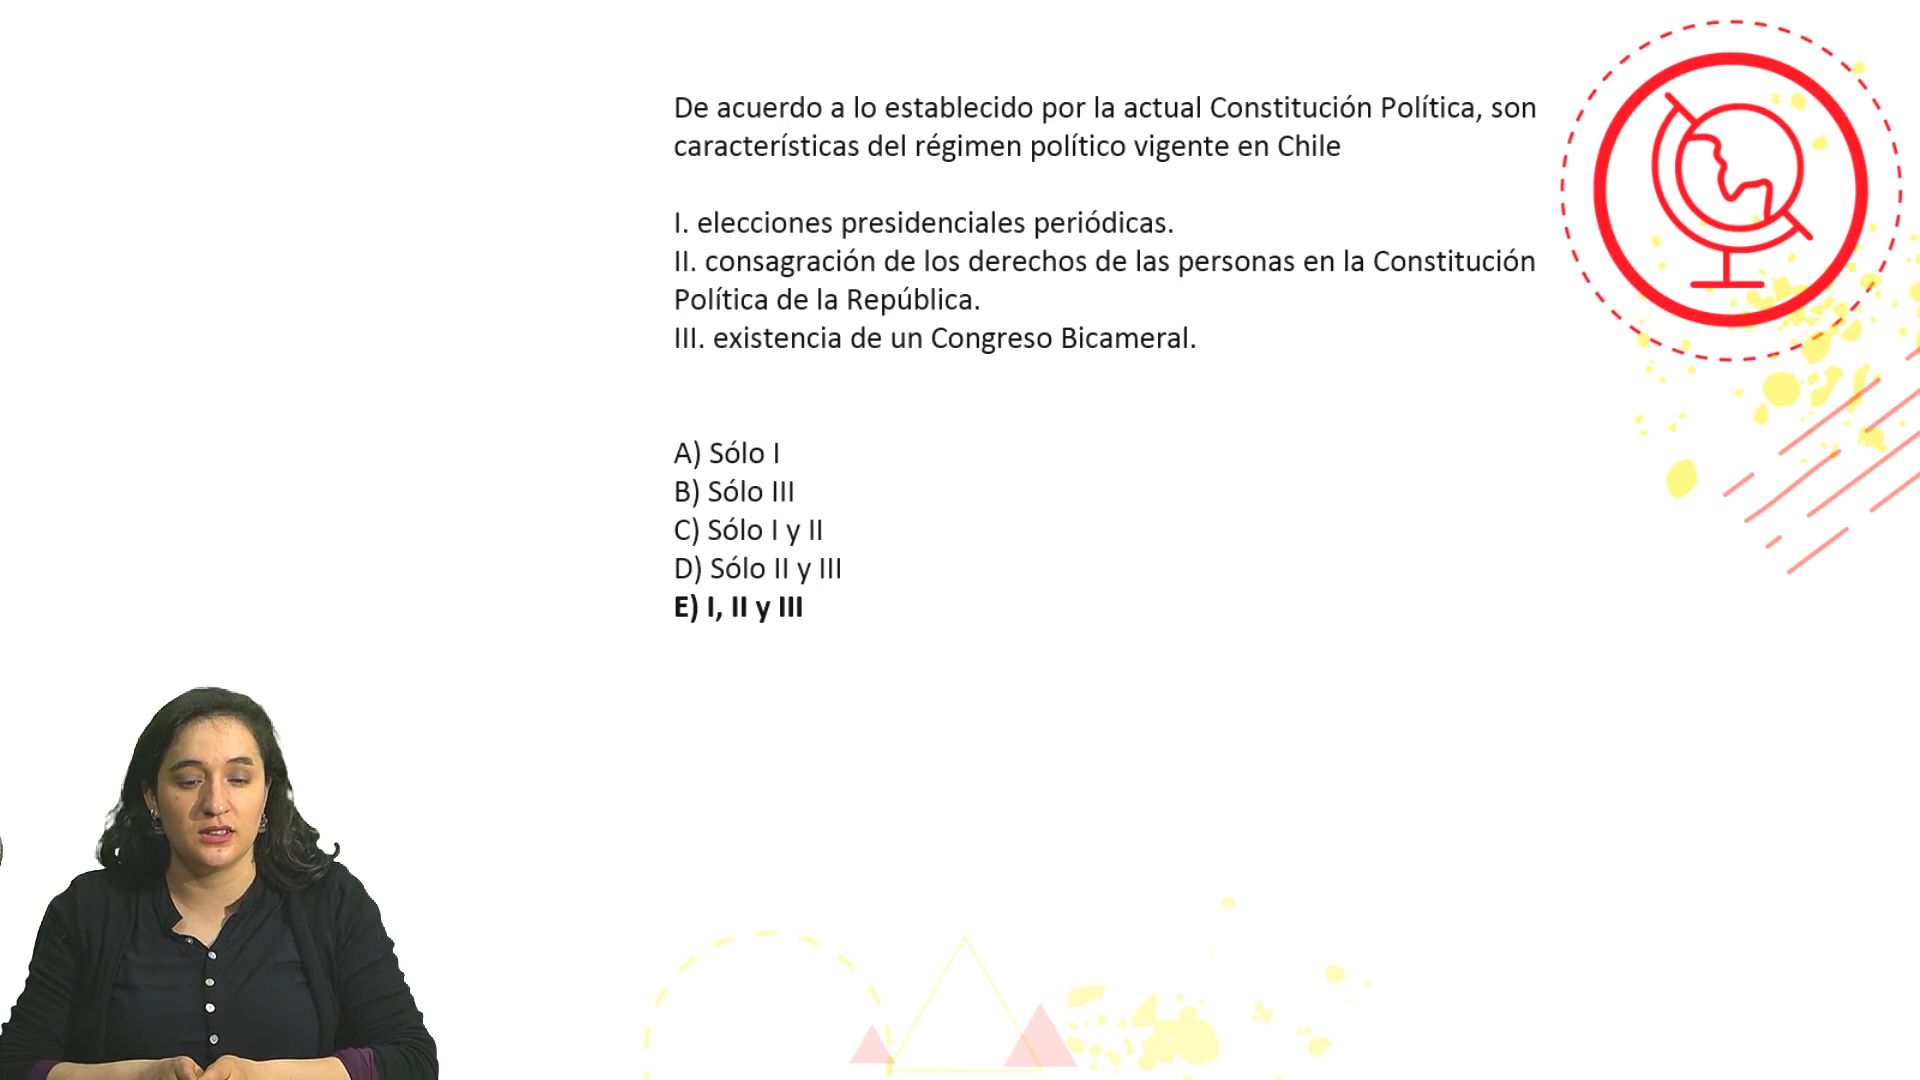 De acuerdo a lo establecido por la actual Constitución Política, son
características del régimen político vigente en Chile
I. elecciones presidenciales periódicas.
II. consagración de los derechos de las personas en la Constitución
Política de la República.
III. existencia de un Congreso Bicameral.
A) Sólo I
B) Sólo III
C) Sólo I y II
D) Sólo II y III
E) I, II y III